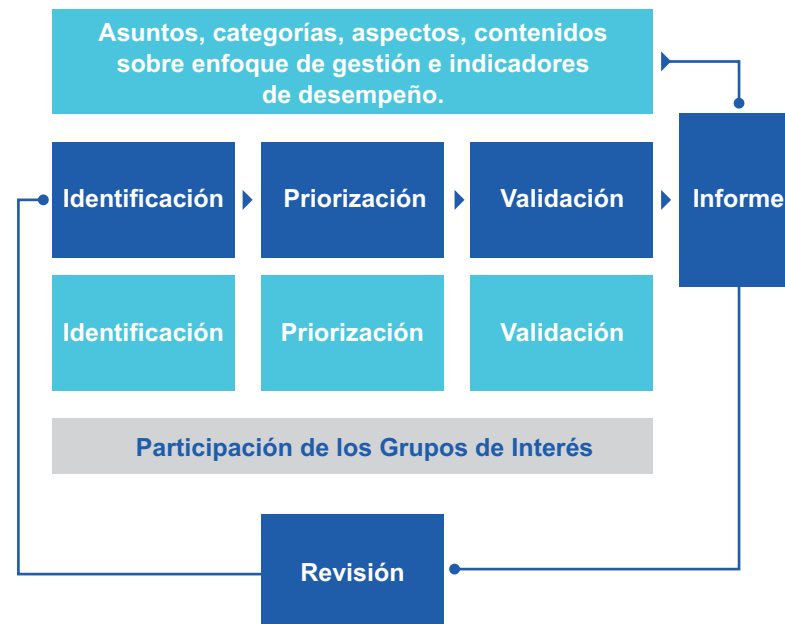 Asuntos, categorías, aspectos, contenidos
sobre enfoque de gestión e indicadores
de desempeño.
Identificación
Priorización
Validación
Informe
Identificación
Priorización
Validación
Participación de los Grupos de Interés
Revisión